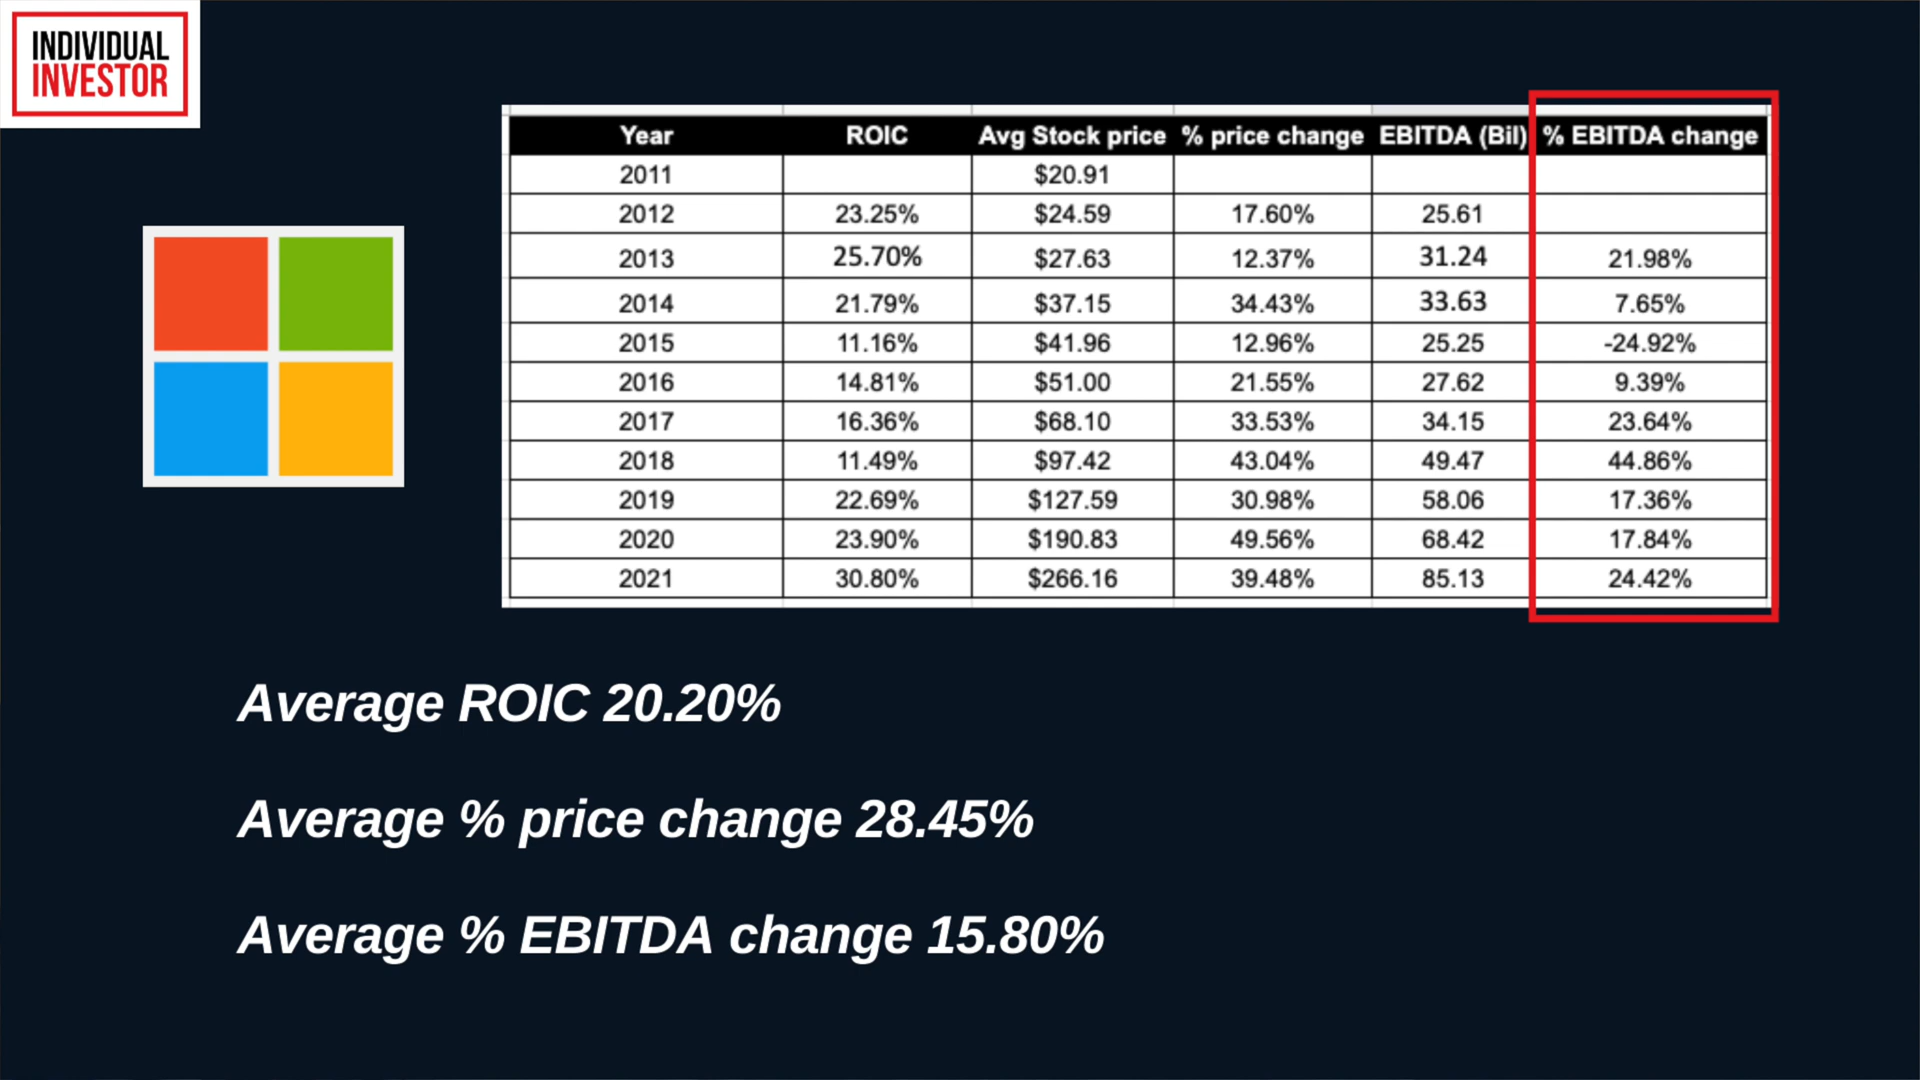 INDIVIDUAL
INVESTOR
Year ROIC Avg Stock price % price change EBITDA (Bil) % EBITDA change
2011 $20.91
2012 23.25% $24.59 17.60% 25.61
2013 25.70% $27.63 12.37% 31.24 21.98%
2014 21.79% $37.15 34.43% 33.63 7.65%
2015 11.16% $41.96 12.96% 25.25 -24.92%
2016 14.81% $51.00 21.55% 27.62 9.39%
2017 16.36% $68.10 33.53% 34.15 23.64%
2018 11.49% $97.42 43.04% 49.47 44.86%
2019 22.69% $127.59 30.98% 58.06 17.36%
2020 23.90% $190.83 49.56% 68.42 17.84%
2021 30.80% $266.16 39.48% 85.13 24.42%
Average ROIC 20.20%
Average % price change 28.45%
Average % EBITDA change 15.80%